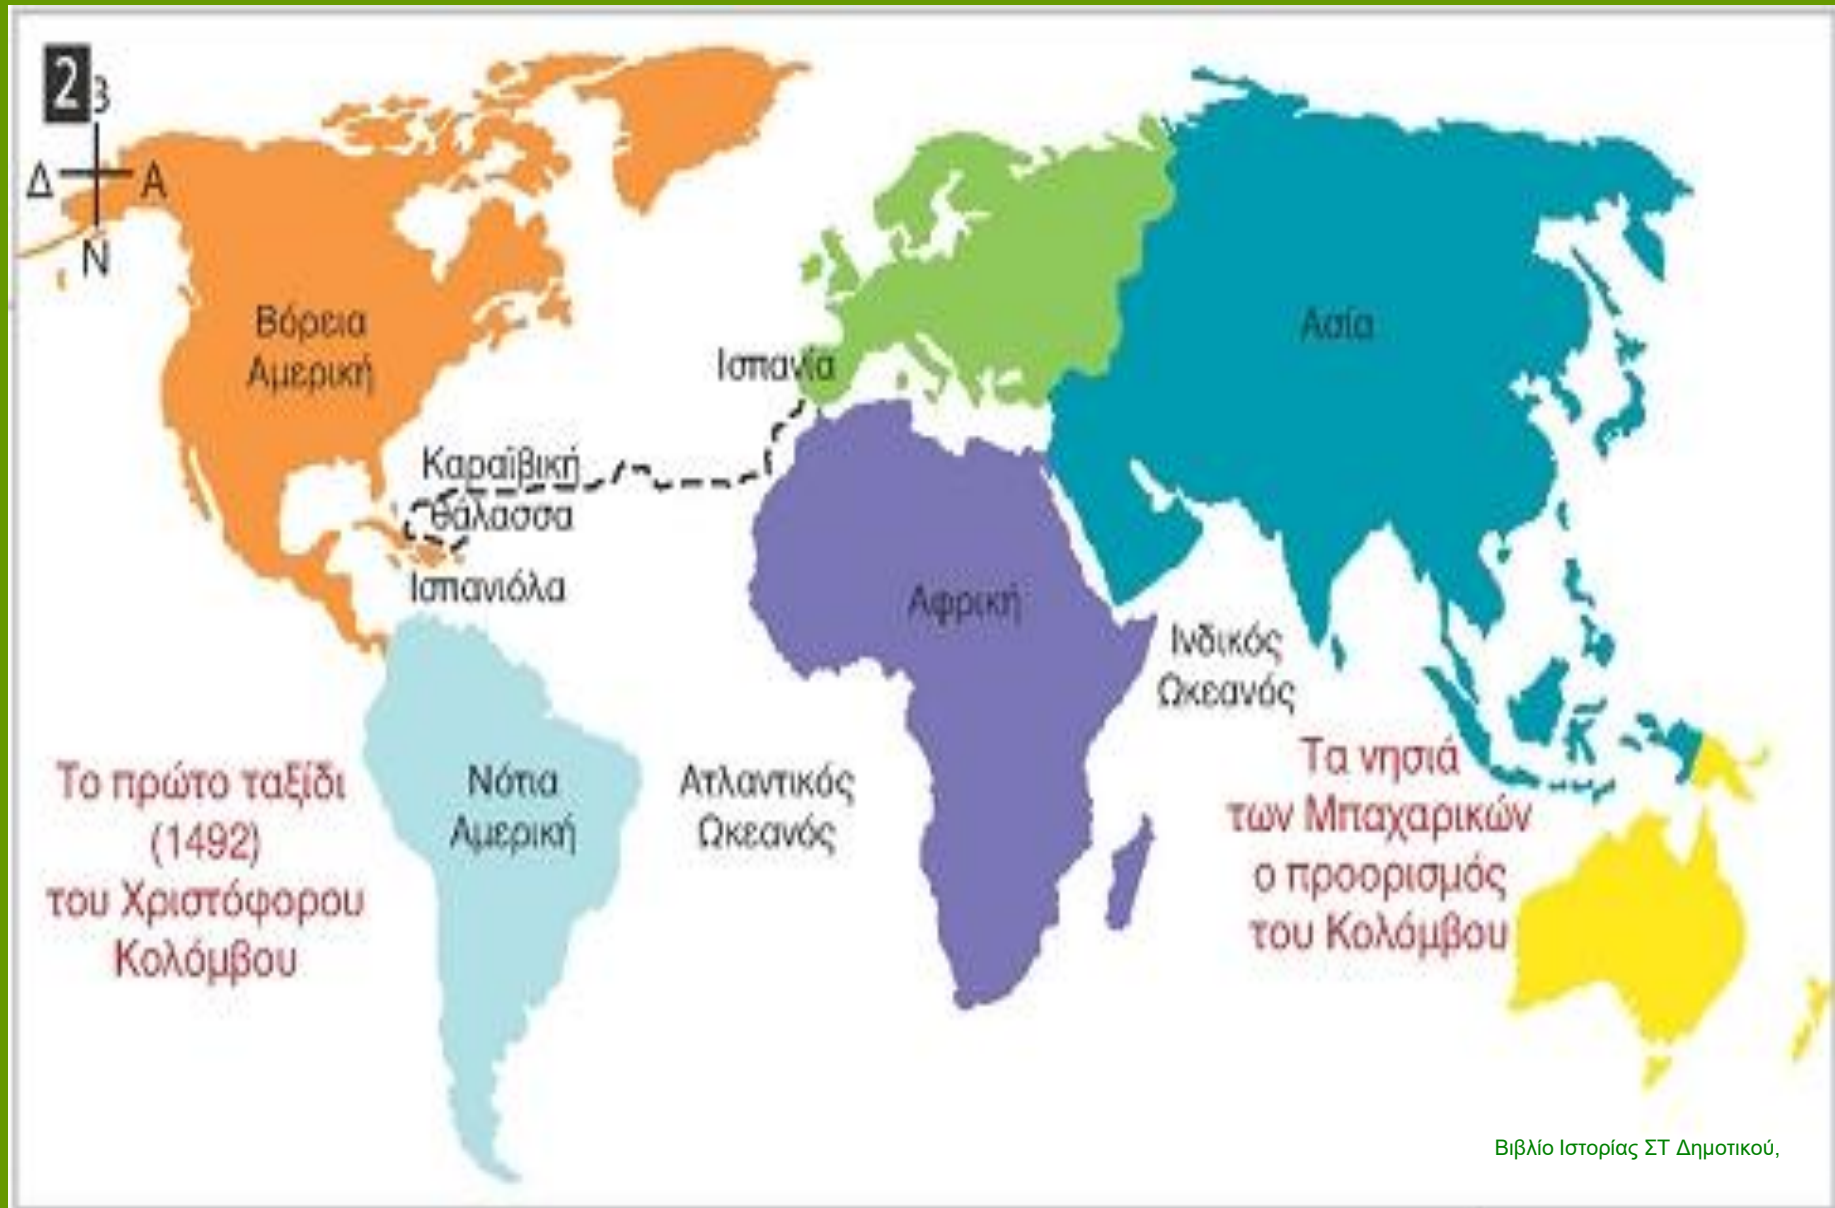 2
Β
Δ Α
Ν
Βόρεια
Αμερική
Ισπανία
Ασία
Καραϊβική
θάλασσα
Ισπανιόλα
Αφρική
Ινδικός
Ωκεανός
Νότια
Αμερική
Ατλαντικός
Ωκεανός
Το πρώτο ταξίδι
(1492)
του Χριστόφορου
Κολόμβου
Τα νησιά
των Μπαχαρικών
ο προορισμός
του Κολόμβου
Βιβλίο Ιστορίας ΣΤ Δημοτικού,